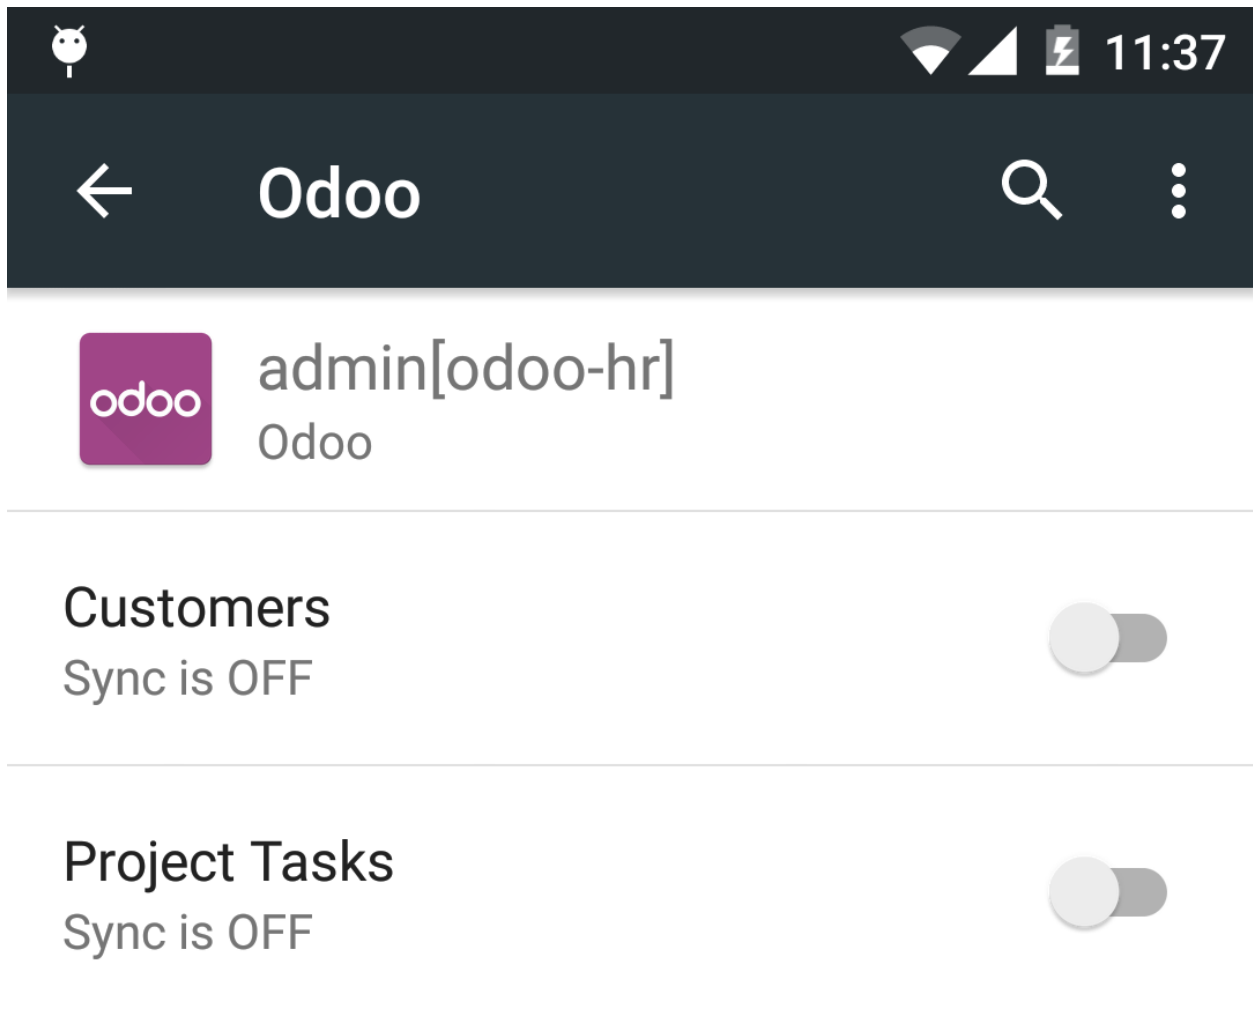 11:37
Odoo
odoo
admin[odoo-hr]
Odoo
Customers
Sync is OFF
Project Tasks
Sync is OFF